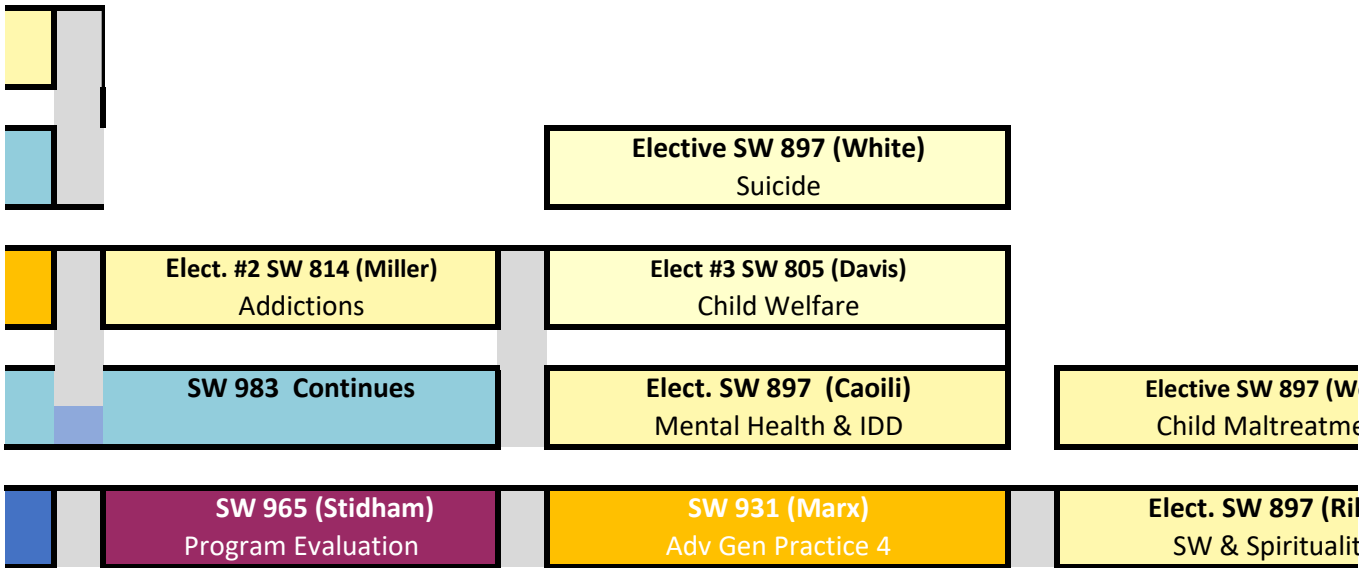 Elective SW 897 (White)
Suicide
Elect. #2 SW 814 (Miller)
Addictions
Elect #3 SW 805 (Davis)
Child Welfare
SW 983 Continues
Elect. SW 897 (Caoili)
Mental Health & IDD
Elective SW 897
Child
SW 965 (Stidham)
Program Evaluation
SW 931 (Marx)
Adv Gen Practice 4
Elect. SW 897
SW &